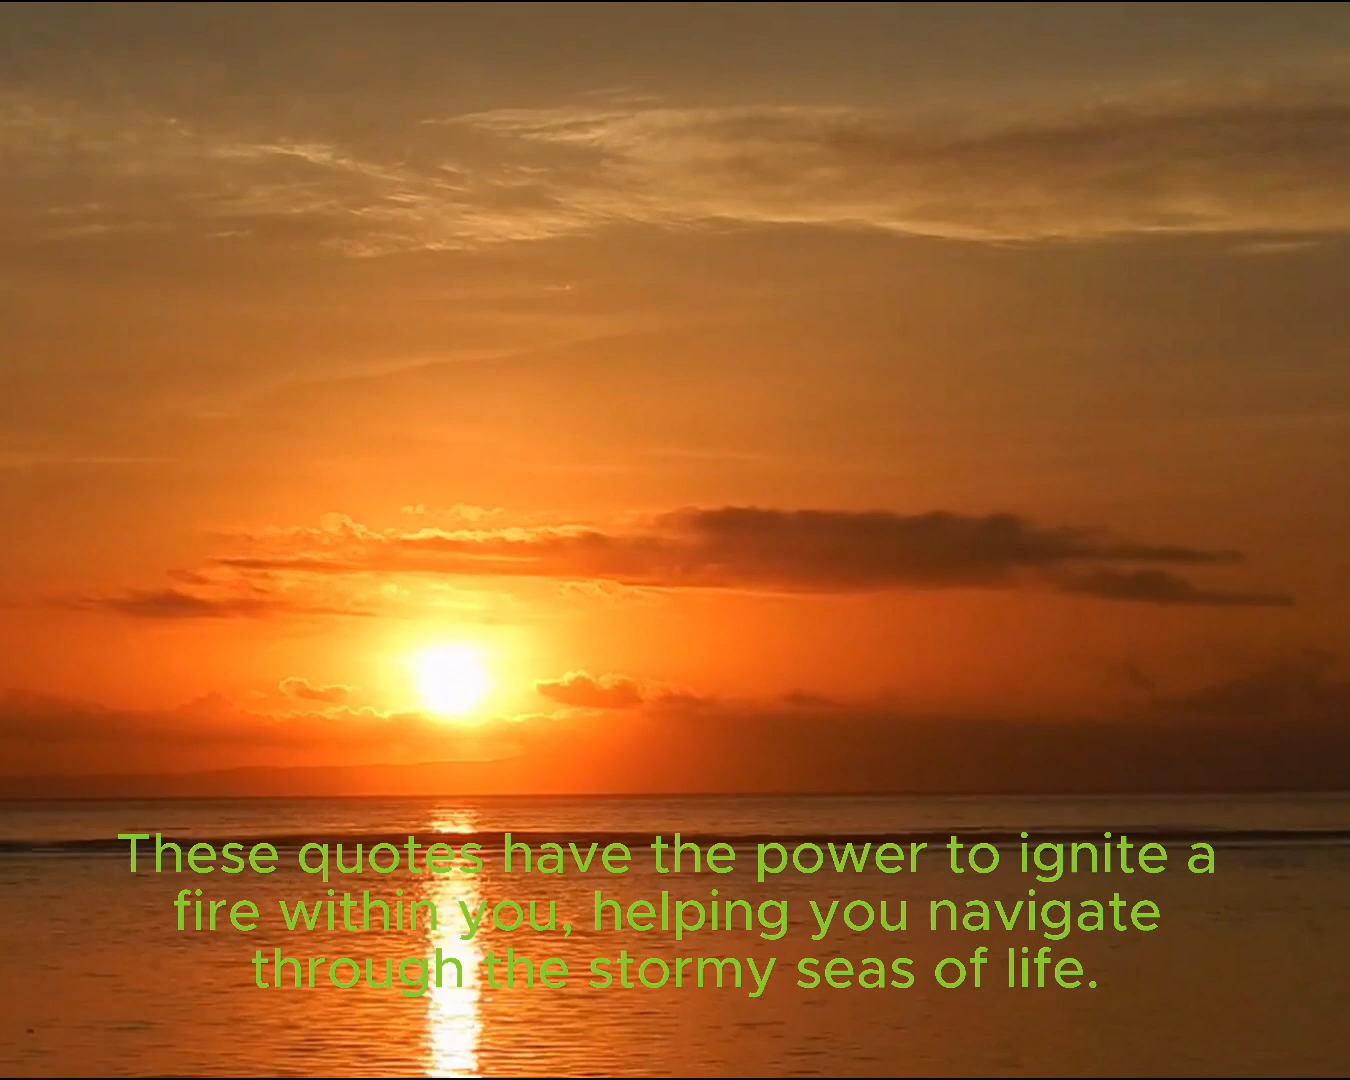 These quotes have the power to ignite a
fire within you, helping you navigate
through the stormy seas of life.